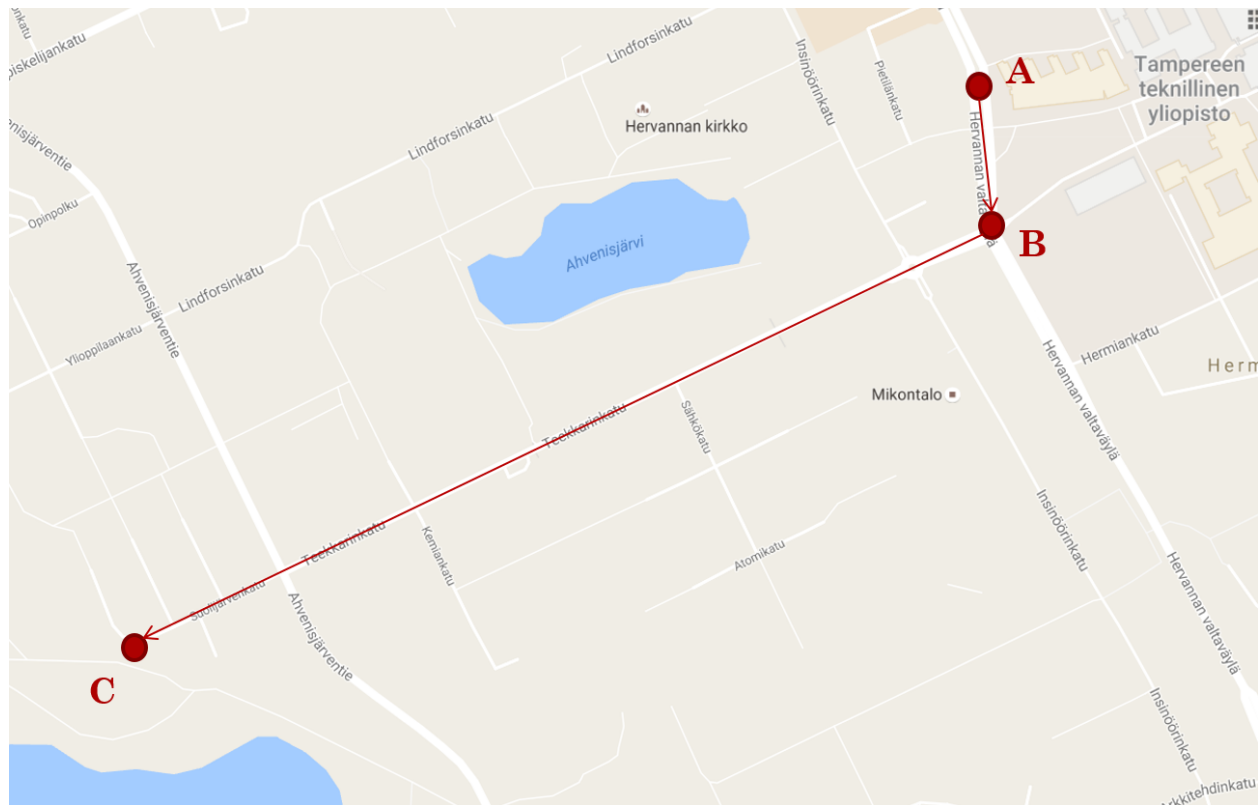 piskelijankatu
Lindforsinkatu
Insinöörinkatu
Pietilänkatu
A
Tampereen
teknillinen
yliopisto
Hervannan kirkko
Lindforsinkatu
Hervannan valtaväylä
Ahvenisjärventie
Opinpolku
Ahvenisjärvi
B
Ahvenisjärventie
Lindforsinkatu
Ylioppilaankatu
Hermiankatu
Herm
Hervannan valtaväylä
Mikontalo
Sähkökatu
Teekkarinkatu
Teekkarinkatu
Kemiankatu
Atomikatu
Insinöörinkatu
Suolijärvenkatu
Ahvenisjärventie
Hervannan valtaväylä
C
Insinöörinkatu
Arkkitehdinkatu